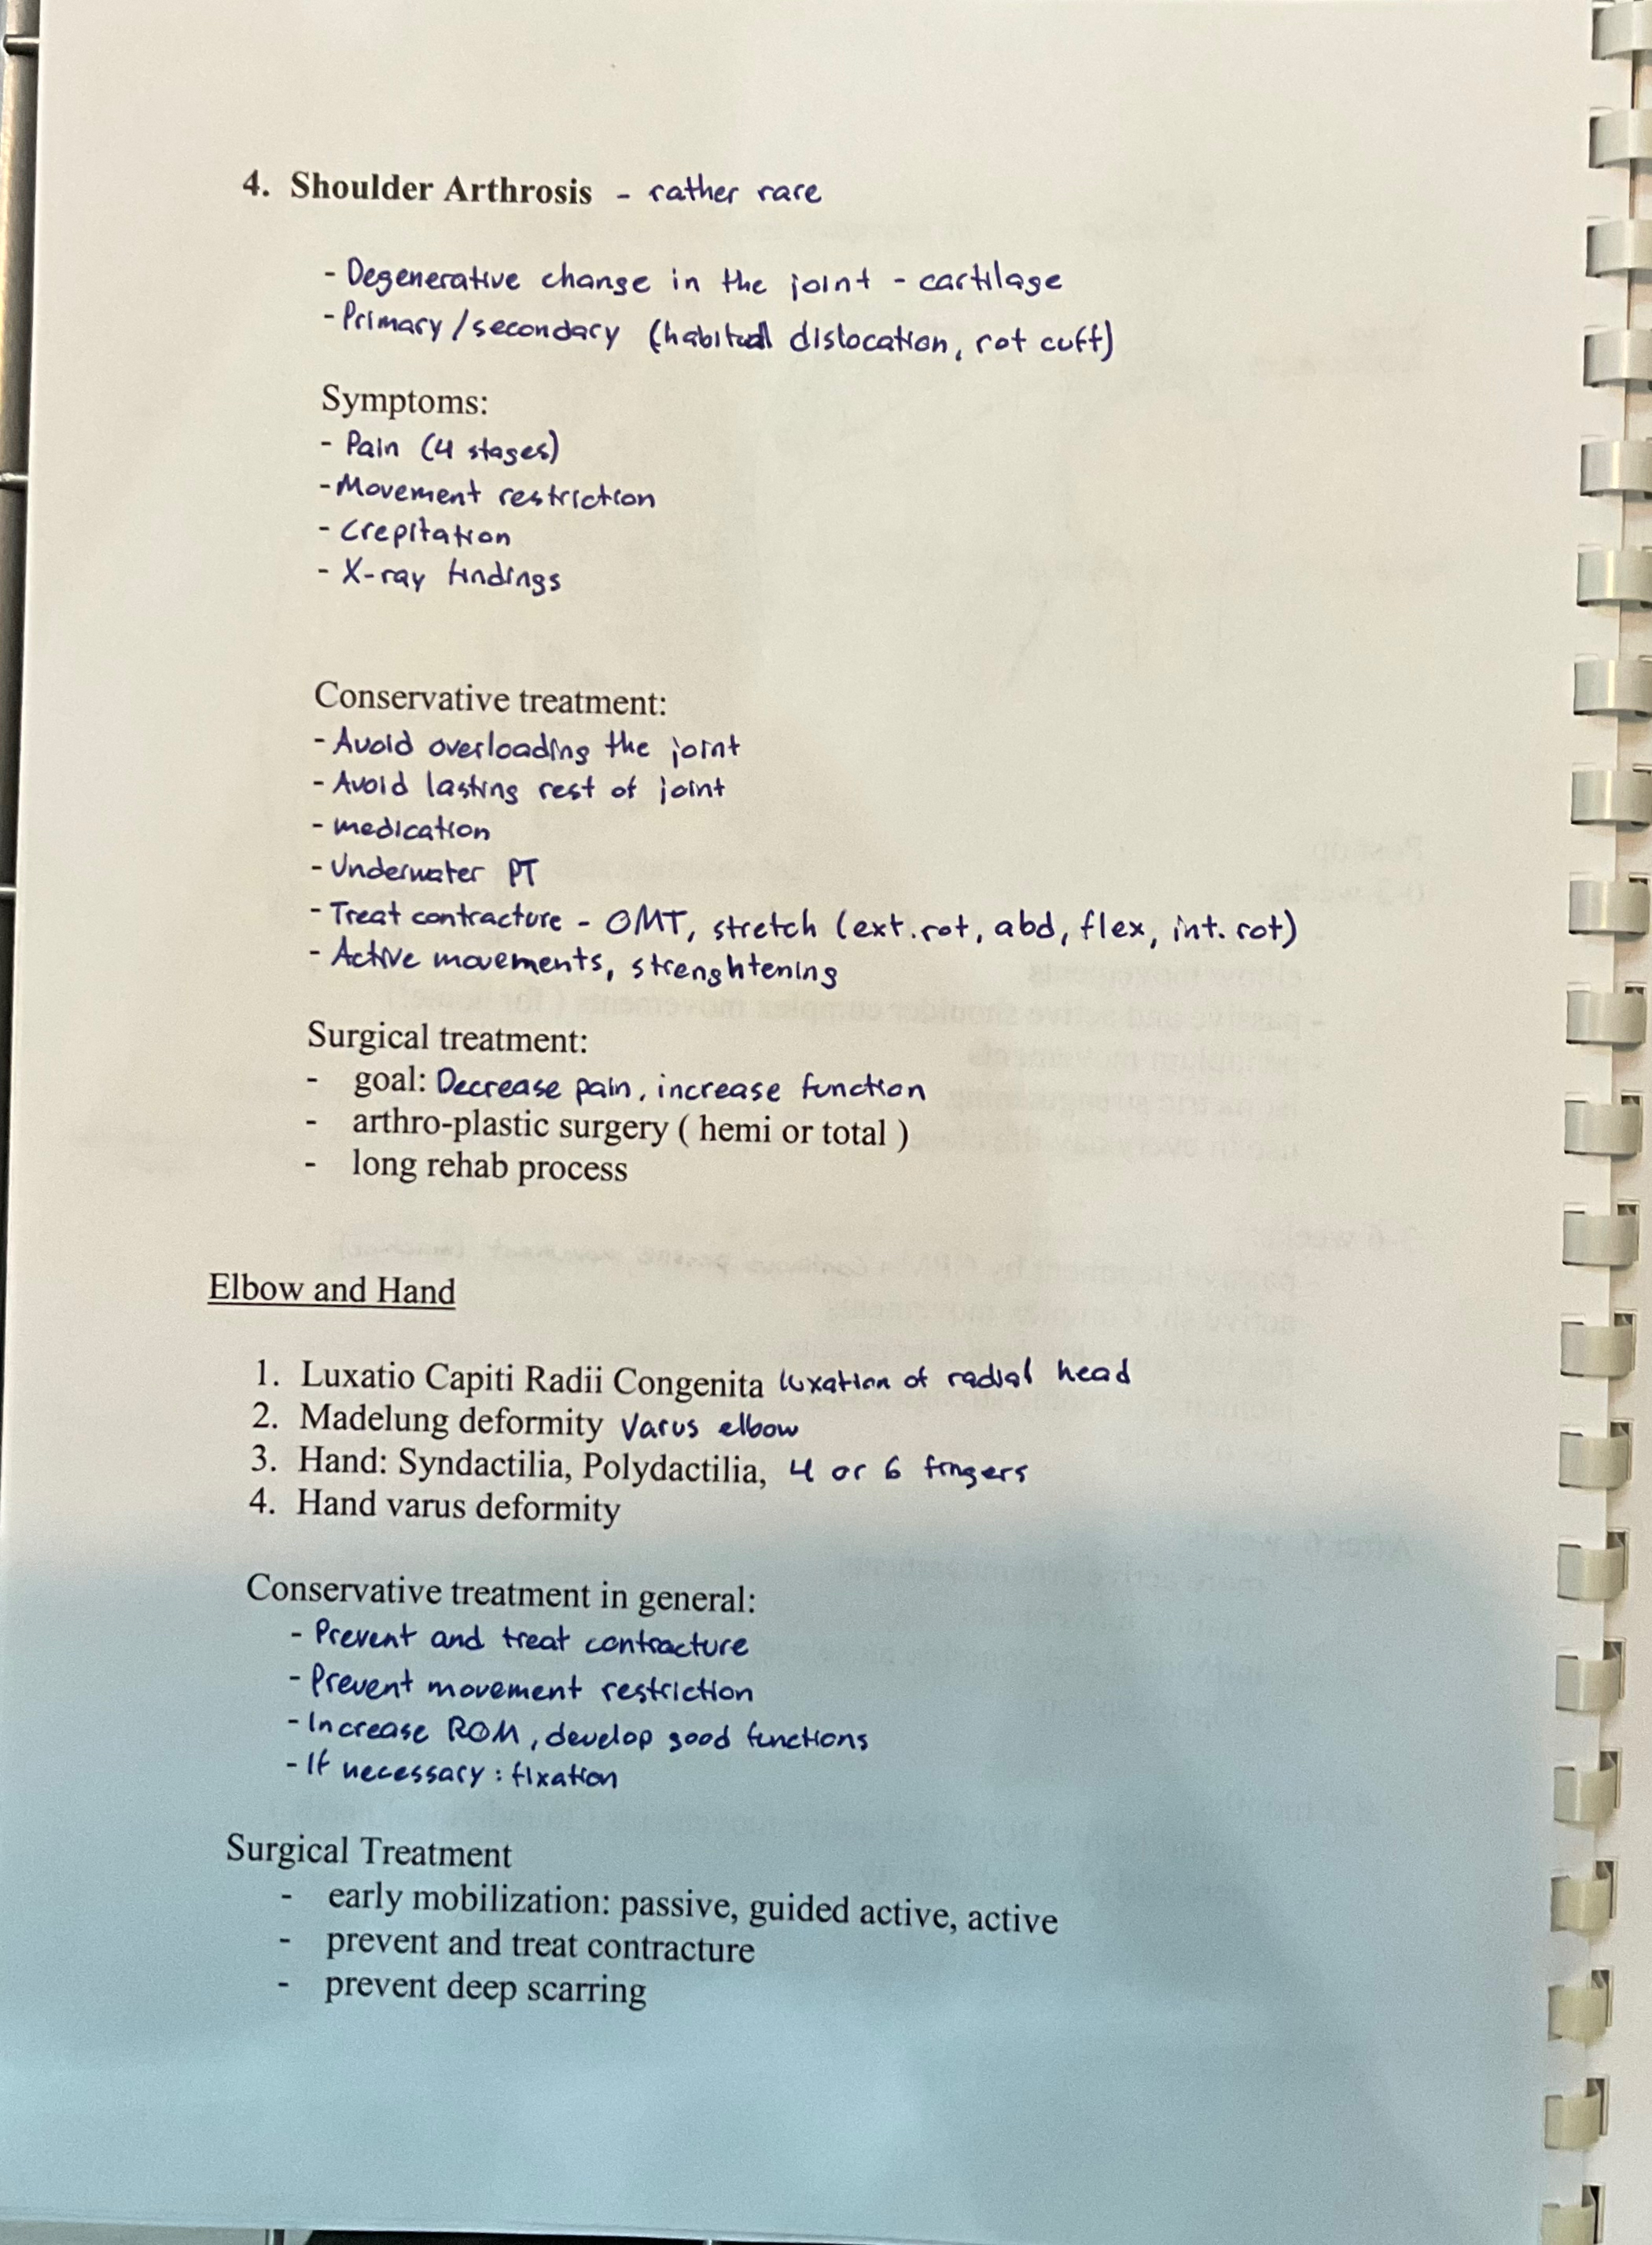 4. Shoulder Arthrosis - rather rare
- Degenerative change in the joint - cartilage
- Primary/secondary (habitual dislocation, rot cuff)
Symptoms:
- Pain (4 stages)
- Movement restriction
- Crepitation
- X-ray findings
Conservative treatment:
- Avoid overloading the joint
- Avoid lasting rest of joint
- medication
- Underwater PT
- Treat contracture - OMT, stretch (ext.rot, abd, flex, int. rot)
- Active movements, strenghtening
Surgical treatment:
- goal: Decrease pain, increase function
- arthro-plastic surgery ( hemi or total )
- long rehab process
Elbow and Hand
1. Luxatio Capiti Radii Congenita luxation of radial head
2. Madelung deformity Varus elbow
3. Hand: Syndactilia, Polydactilia, 4 or 6 fingers
4. Hand varus deformity
Conservative treatment in general:
- Prevent and treat contracture
- Prevent movement restriction
- Increase ROM, develop good functions
- If necessary: fixation
Surgical Treatment
- early mobilization: passive, guided active, active
- prevent and treat contracture
- prevent deep scarring